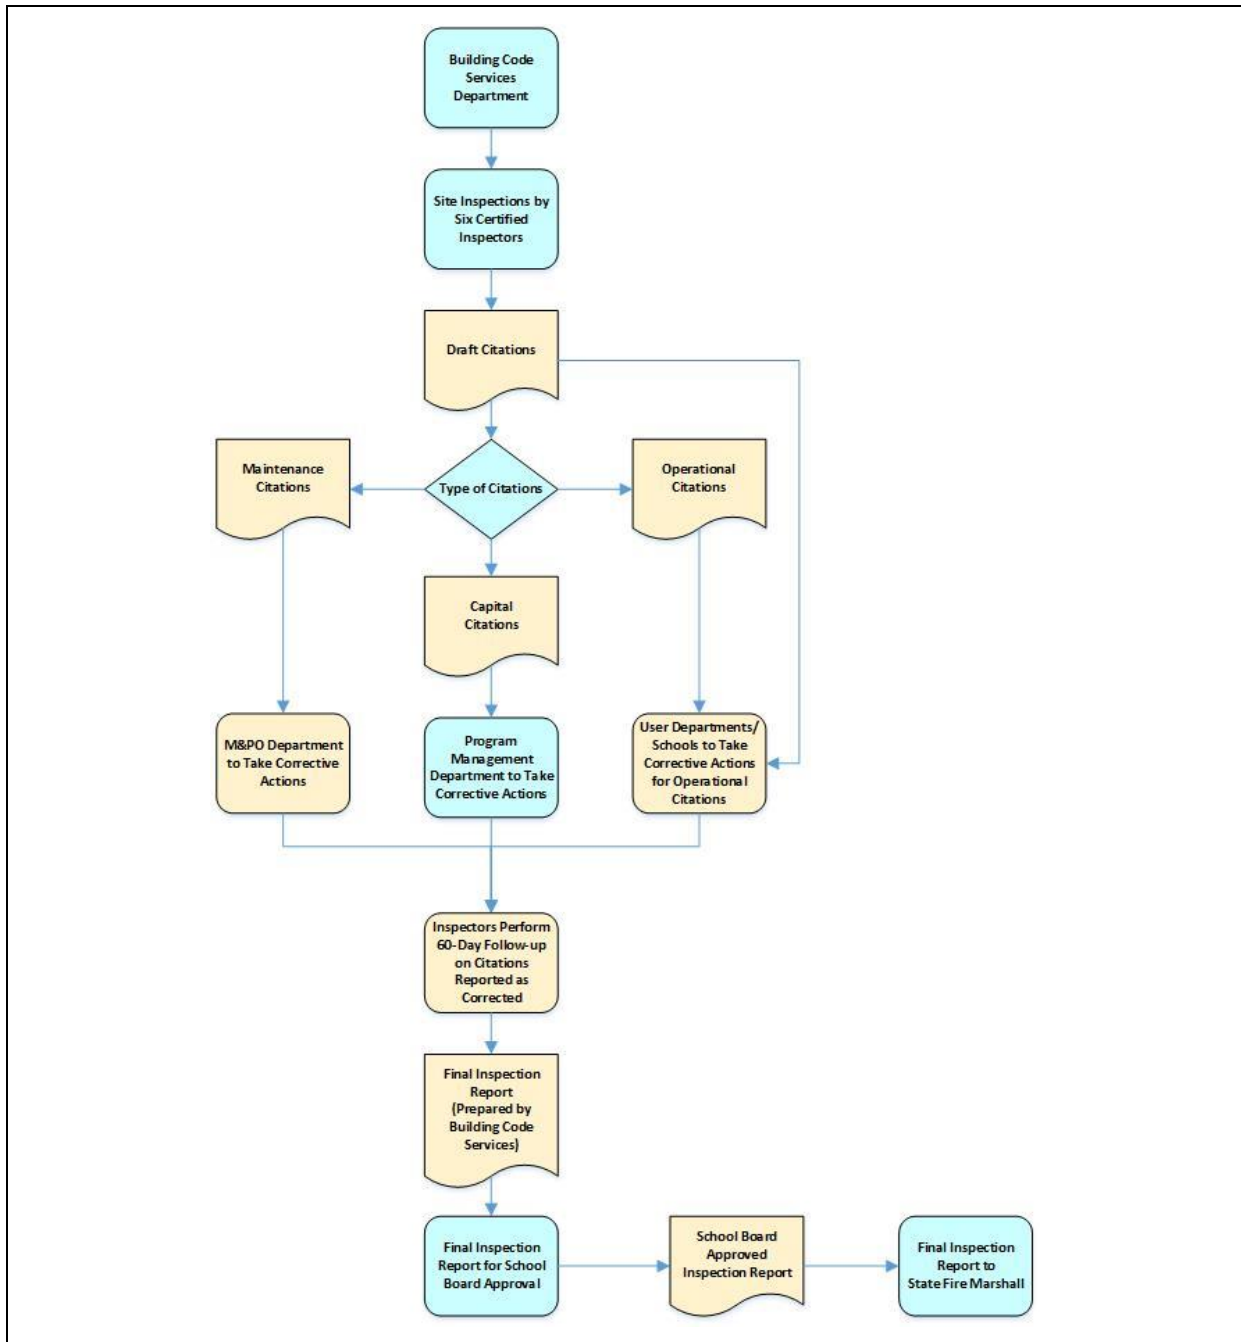 Building Code
Services
Department
Site Inspections by
Six Certified
Inspectors
Draft Citations
Maintenance
Citations
Type of Citations
Operational
Citations
Capital
Citations
M&PO Department
to Take Corrective
Actions
Program
Management
Department to Take
Corrective Actions
User Departments/
Schools to Take
Corrective Actions
for Operational
Citations
Inspectors Perform
60-Day Follow-up
on Citations
Reported as
Corrected
Final Inspection
Report
(Prepared by
Building Code
Services)
Final Inspection
Report for School
Board Approval
School Board
Approved
Inspection Report
Final Inspection
Report to
State Fire Marshall